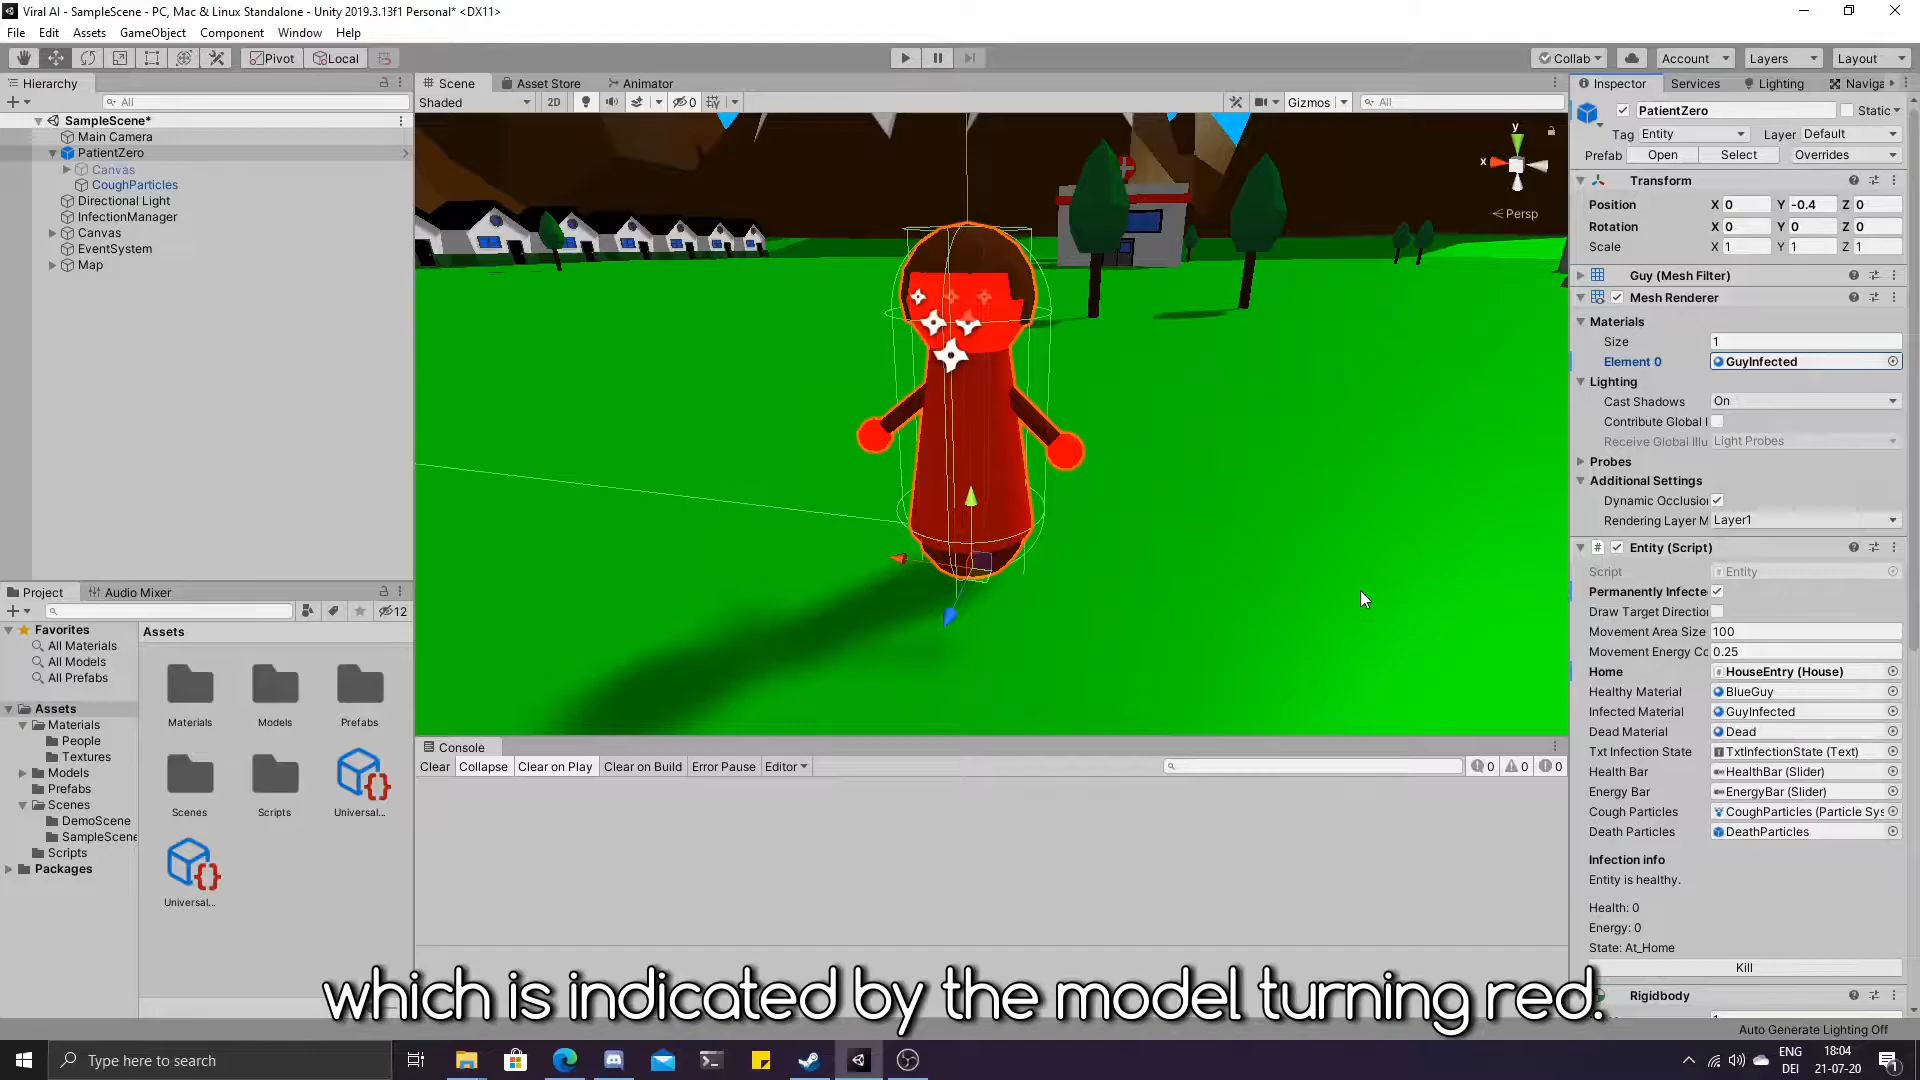 Viral AI - SampleScene - PC, Mac & Linux Standalone - Unity 2019.3.13f1 Personal* <DX11>
File Edit Assets GameObject Component Window Help
Pivot Local Collab Account Layers Layout
Hierarchy
All
SampleScene*
Main Camera
PatientZero
Canvas
CoughParticles
Directional Light
InfectionManager
Canvas
EventSystem
Map
Scene Asset Store Animator
Shaded 2D 0 Gizmos All
y
x
Persp
Inspector Services Lighting Naviga
PatientZero Static
Tag Entity Layer Default
Prefab Open Select Overrides
Transform
Position X 0 Y -0.4 Z 0
Rotation X 0 Y 0 Z 0
Scale X 1 Y 1 Z 1
Guy (Mesh Filter)
Mesh Renderer
Materials
Size 1
Element 0 GuyInfected
Lighting
Cast Shadows On
Contribute Global I
Receive Global Illu Light Probes
Probes
Additional Settings
Dynamic Occlusion
Rendering Layer M Layer1
Entity (Script)
Script Entity
Permanently Infecte
Draw Target Direction
Movement Area Size 100
Movement Energy Co 0.25
Home HouseEntry (House)
Healthy Material BlueGuy
Infected Material GuyInfected
Dead Material Dead
Txt Infection State TxtInfectionState (Text)
Health Bar HealthBar (Slider)
Energy Bar EnergyBar (Slider)
Cough Particles CoughParticles (Particle Sys
Death Particles DeathParticles
Infection info
Entity is healthy.
Health: 0
Energy: 0
State: At_Home
Kill
Rigidbody
Project Audio Mixer
12
Favorites
All Materials
All Models
All Prefabs
Assets
Materials
People
Textures
Models
Prefabs
Scenes
DemoScene
SampleScene
Scripts
Packages
Assets
Materials Models Prefabs
Scenes Scripts Universal...
Universal...
Console
Clear Collapse Clear on Play Clear on Build Error Pause Editor 0 0 0
which is indicated by the model turning red.
Auto Generate Lighting Off
Type here to search
ENG
DEI
18:04
21-07-20
1